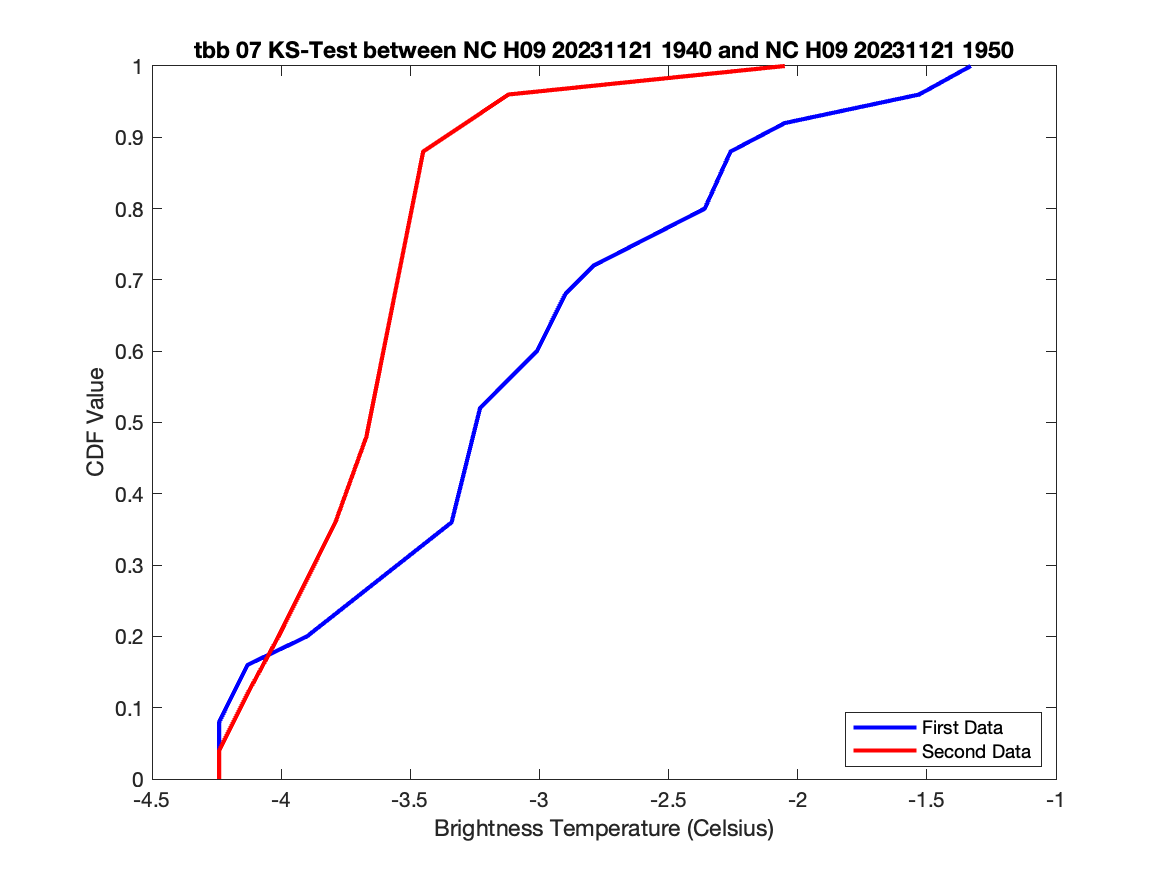 tbb 07 KS-Test between NC H09 20231121 1940 and NC H09 20231121 1950
1
0.9
0.8
0.7
0.6
0.5
0.4
0.3
0.2
0.1
0
CDF Value
First Data
Second Data
-4.5 -4 -3.5 -3 -2.5 -2 -1.5 -1
Brightness Temperature (Celsius)